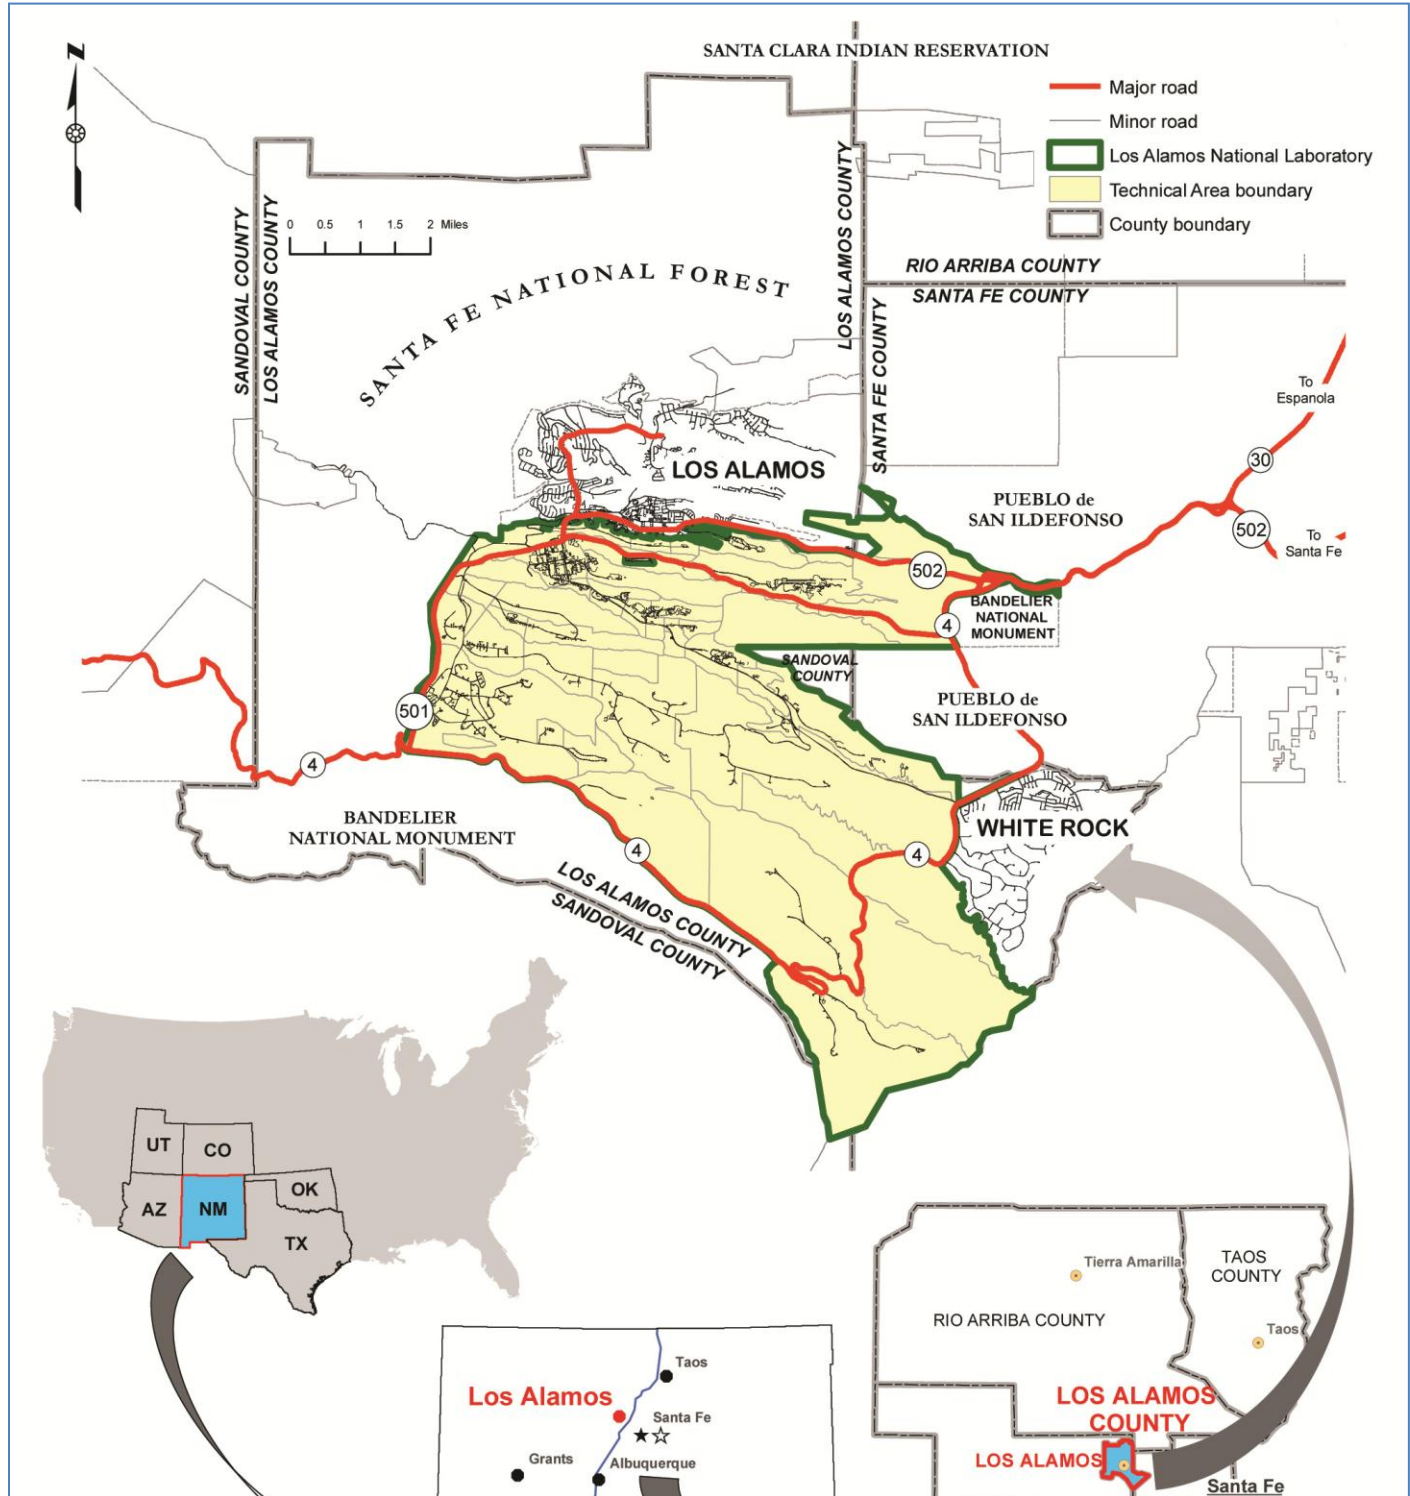 SANTA CLARA INDIAN RESERVATION
N
Major road
Minor road
Los Alamos National Laboratory
Technical Area boundary
County boundary
SANDOVAL COUNTY
LOS ALAMOS COUNTY
0 0.5 1 1.5 2 Miles
LOS ALAMOS COUNTY
SANTA FE COUNTY
RIO ARRIBA COUNTY
SANTA FE COUNTY
SANTA FE NATIONAL FOREST
To
Espanola
30
LOS ALAMOS
PUEBLO de
SAN ILDEFONSO
502
To
Santa Fe
502
BANDELIER
NATIONAL
MONUMENT
4
SANDOVAL
COUNTY
PUEBLO de
SAN ILDEFONSO
501
4
BANDELIER
NATIONAL MONUMENT
WHITE ROCK
4
4
LOS ALAMOS COUNTY
SANDOVAL COUNTY
UT
CO
AZ
NM
OK
TX
Tierra Amarilla
TAOS
COUNTY
RIO ARRIBA COUNTY
Taos
Taos
Los Alamos
Santa Fe
Grants
Albuquerque
LOS ALAMOS
COUNTY
LOS ALAMOS
Santa Fe